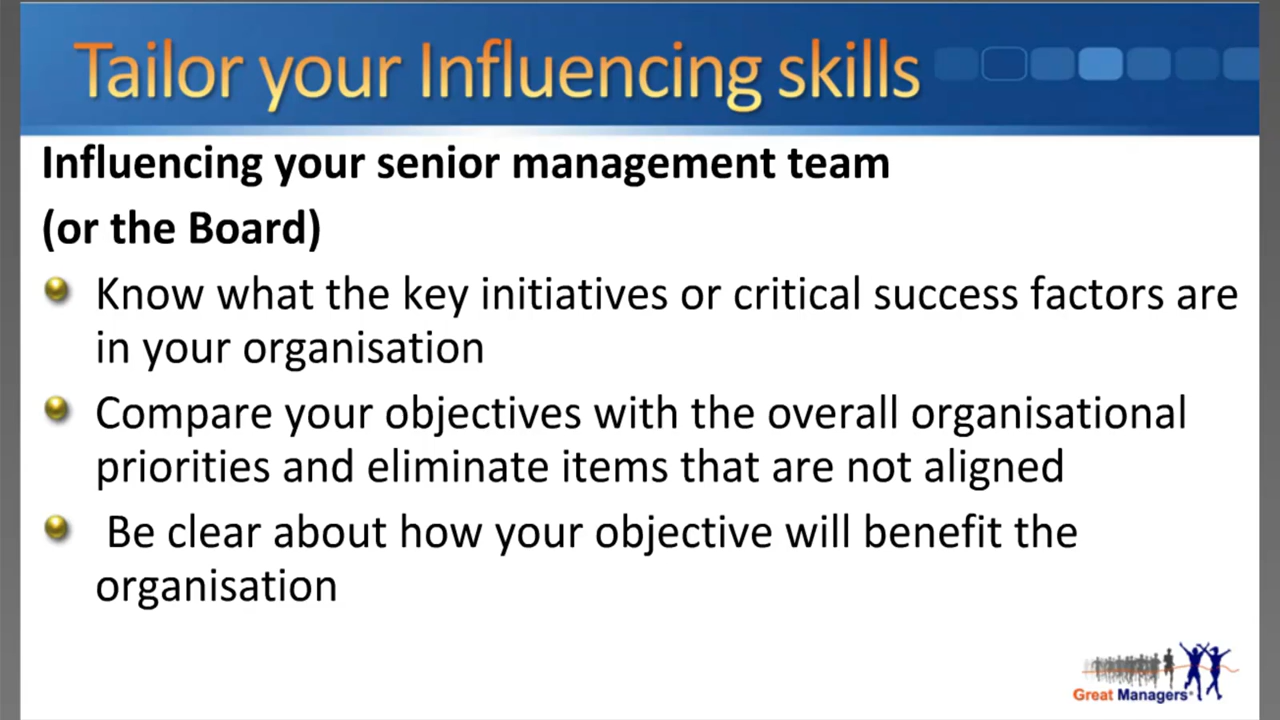 Tailor your Influencing skills
Influencing your senior management team
(or the Board)
Know what the key initiatives or critical success factors are
in your organisation
Compare your objectives with the overall organisational
priorities and eliminate items that are not aligned
Be clear about how your objective will benefit the
organisation
Great Managers